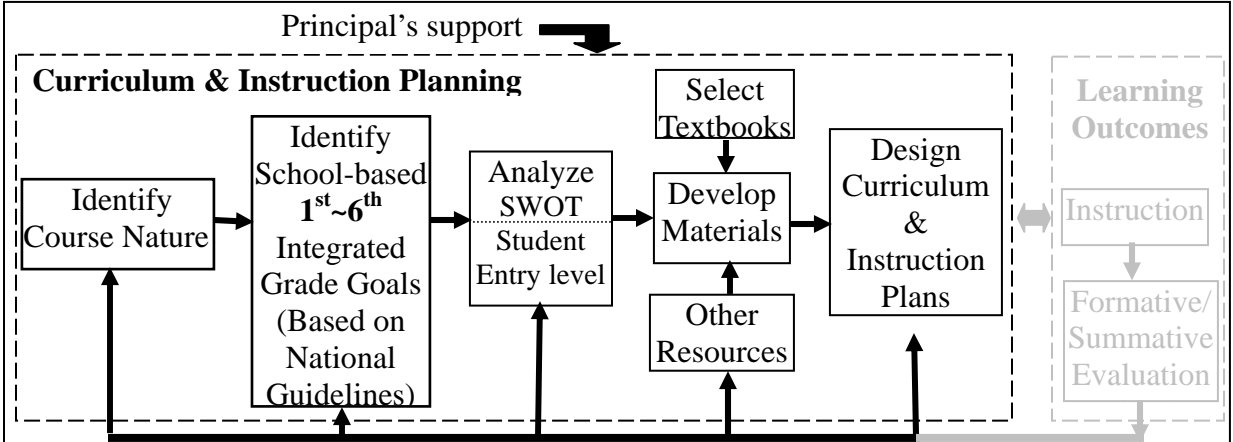 Principal’s support
Curriculum & Instruction Planning
Identify
Course Nature
Identify
School-based
1st~6th
Integrated
Grade Goals
(Based on
National
Guidelines)
Analyze
SWOT
Student
Entry level
Select
Textbooks
Develop
Materials
Other
Resources
Design
Curriculum
&
Instruction
Plans
Learning
Outcomes
Instruction
Formative/
Summative
Evaluation